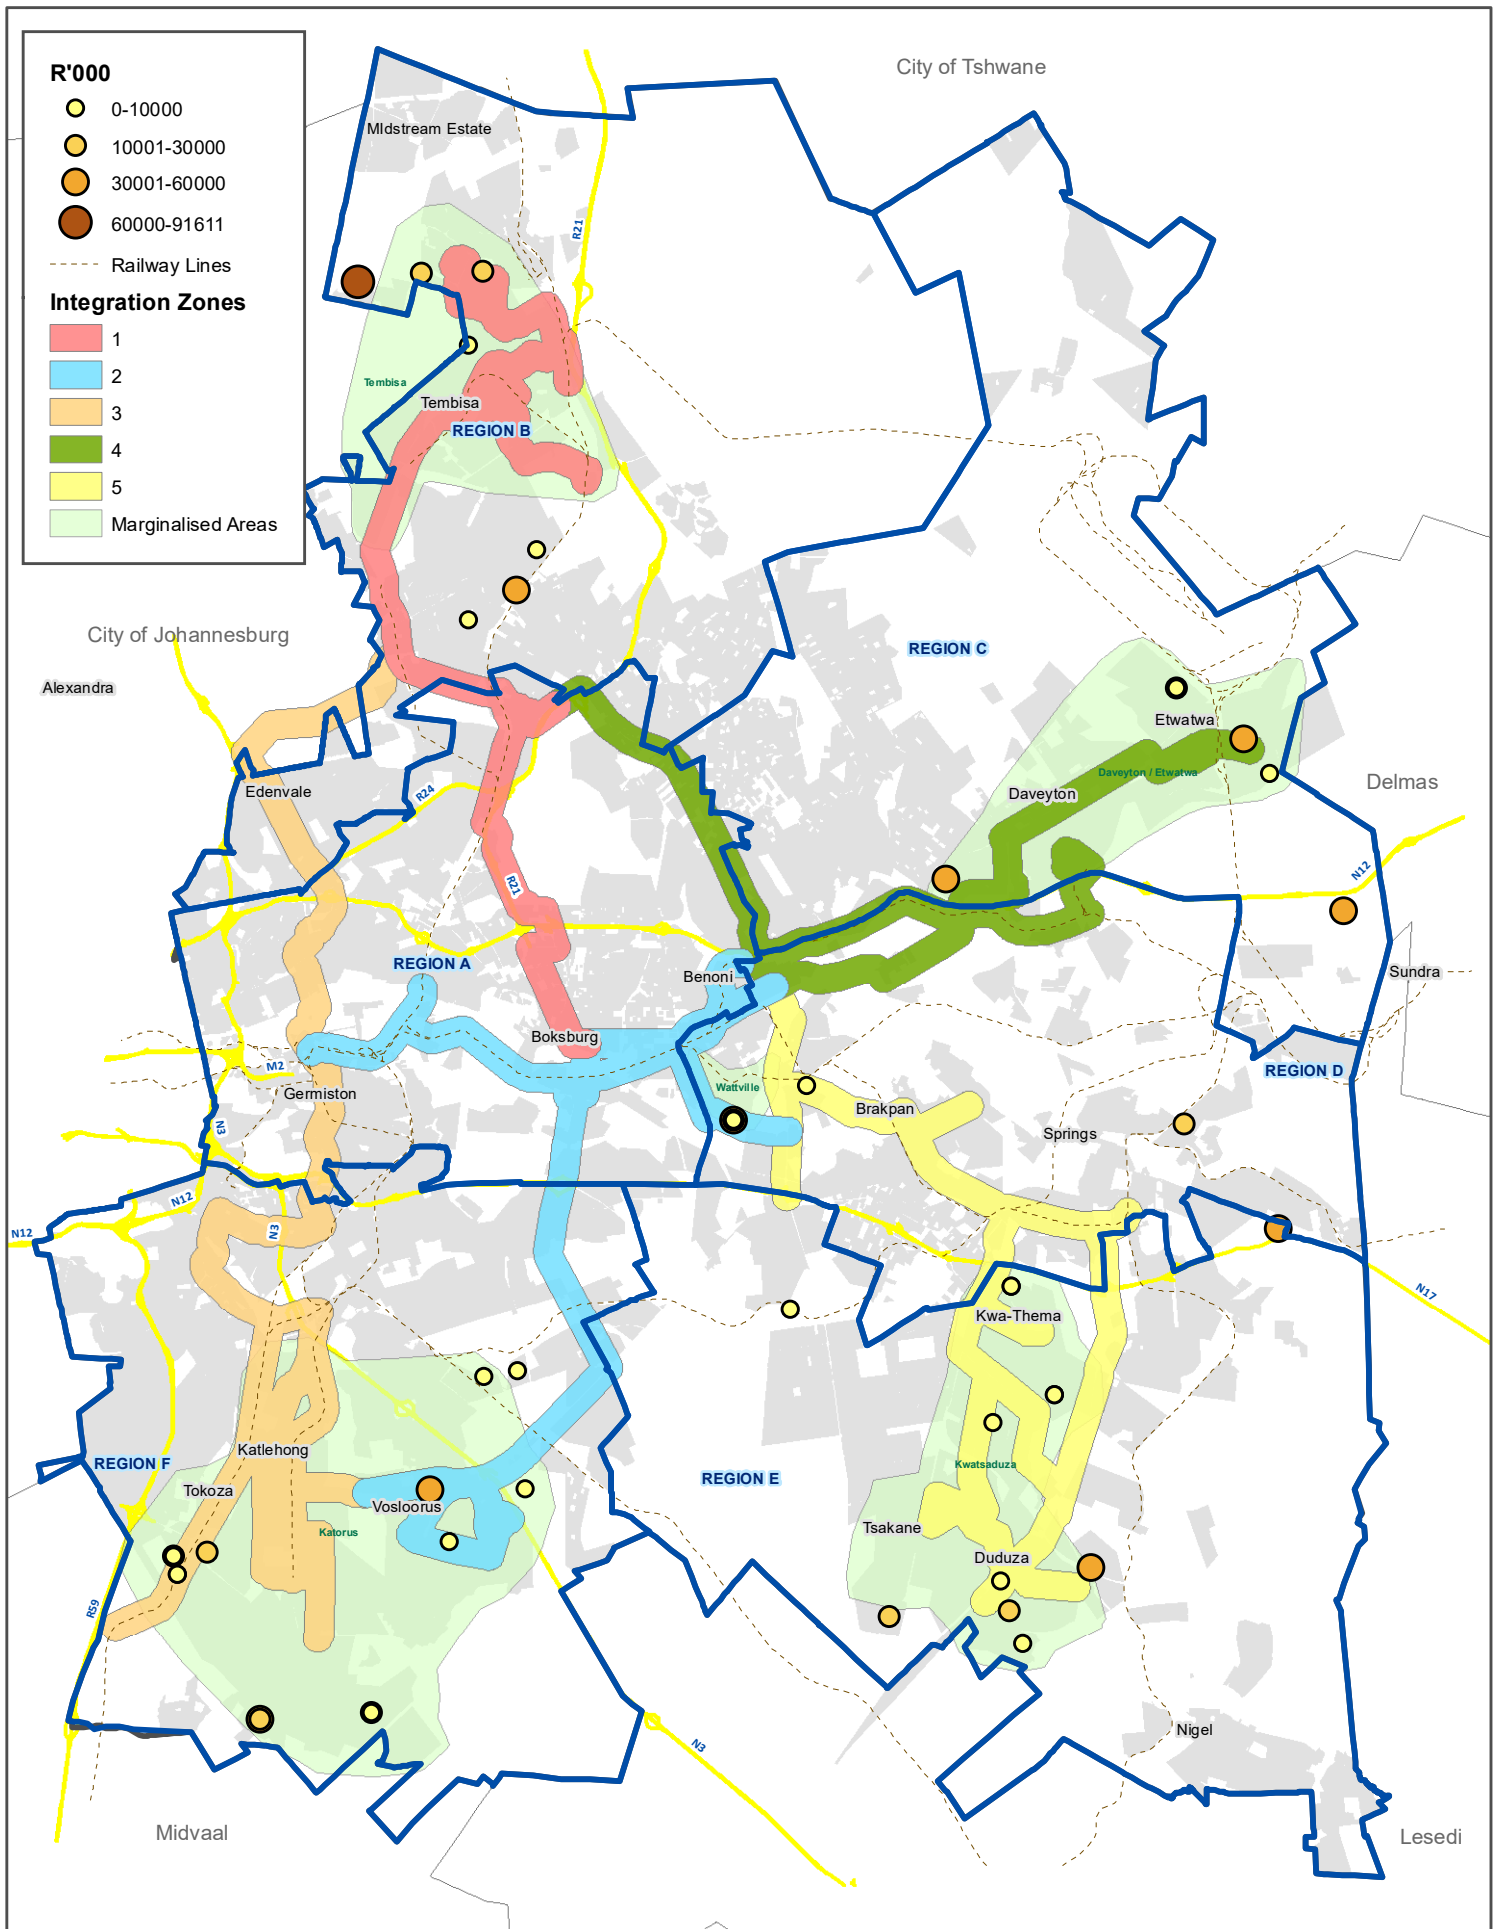 R'000
0-10000
10001-30000
30001-60000
60000-91611
Railway Lines
Integration Zones
1
2
3
4
5
Marginalised Areas
City of Tshwane
MIdstream Estate
R21
Tembisa
Tembisa
REGION B
City of Johannesburg
Alexandra
REGION C
Etwatwa
Daveyton / Etwatwa
Daveyton
Delmas
Edenvale
R24
N12
R21
REGION A
Benoni
Sundra
Boksburg
M2
REGION D
Germiston
Wattville
Brakpan
Springs
N3
N12
N12
N3
N17
Kwa-Thema
Katlehong
REGION F
Kwatsaduza
REGION E
Tokoza
Vosloorus
Katorus
Tsakane
Duduza
R59
Nigel
N3
Midvaal
Lesedi